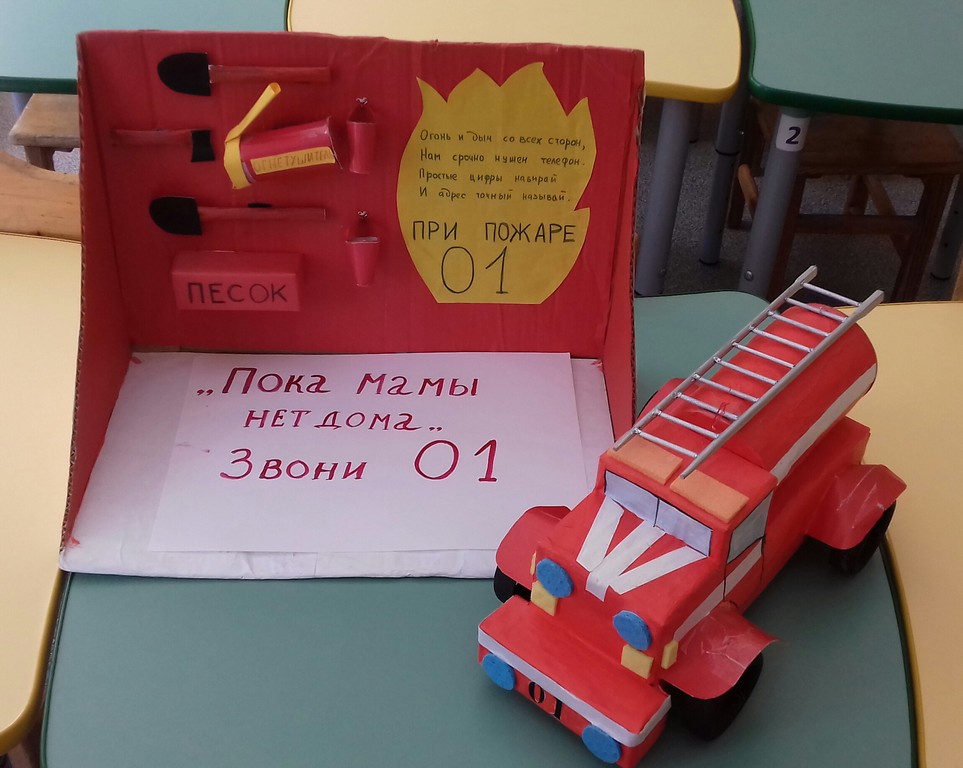 ОГНЕТУШИТЕЛЬ
ПЕСОК
Огонь и дым со всех сторон,
Нам срочно нужен телефон.
Простые цифры набирай
И адрес точный называй.
ПРИ ПОЖАРЕ
01
„Пока мамы
нет дома„
Звони 01
2
01